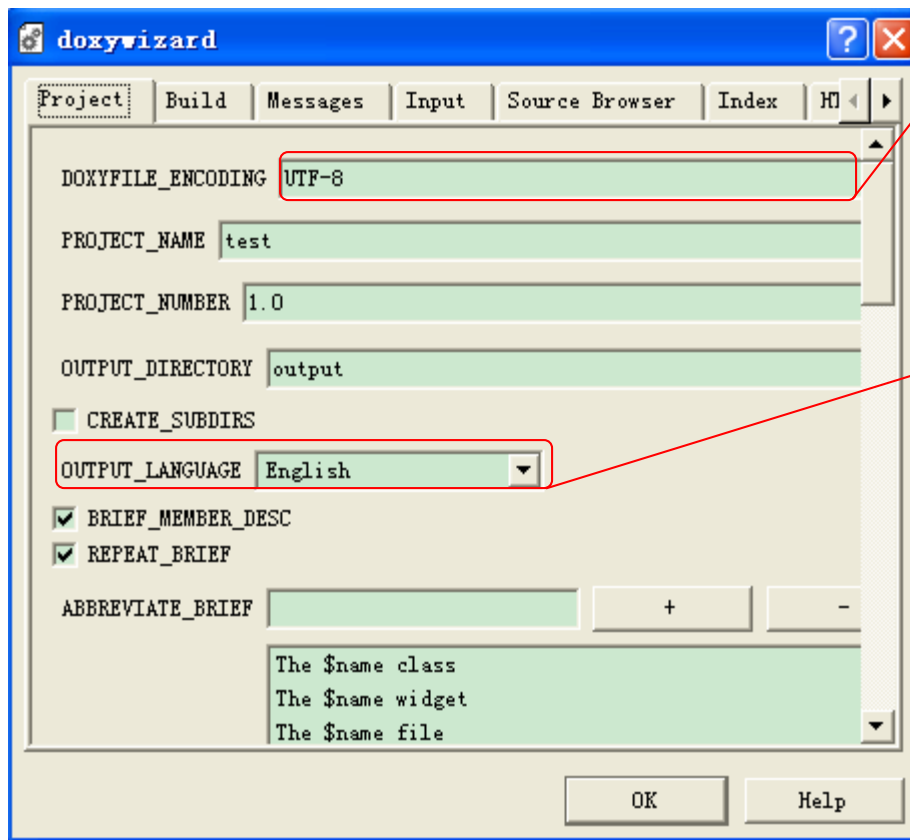 doxywizard
Project Build Messages Input Source Browser Index HT
DOXYFILE_ENCODING UTF-8
PROJECT_NAME test
PROJECT_NUMBER 1.0
OUTPUT_DIRECTORY output
CREATE_SUBDIRS
OUTPUT_LANGUAGE English
BRIEF_MEMBER_DESC
REPEAT_BRIEF
ABBREVIATE_BRIEF + -
The $name class
The $name widget
The $name file
OK Help